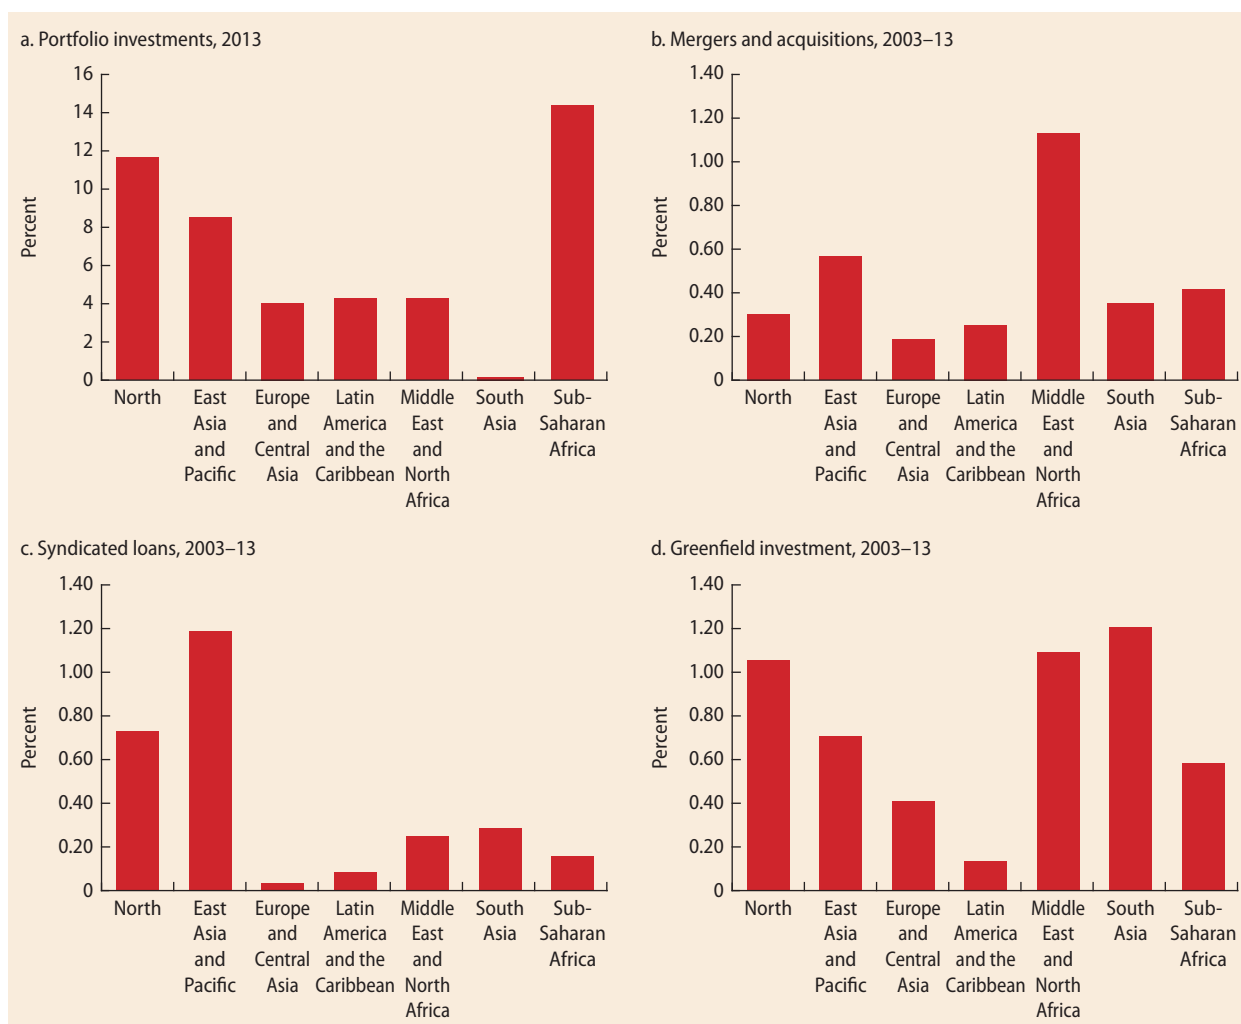 a. Portfolio investments, 2013
Percent
16
14
12
10
8
6
4
2
0
North
East
Asia
and
Pacific
Europe
and
Central
Asia
Latin
America
and the
Caribbean
Middle
East
and
North
Africa
South
Asia
Sub-
Saharan
Africa
b. Mergers and acquisitions, 2003–13
Percent
1.40
1.20
1.00
0.80
0.60
0.40
0.20
0
North
East
Asia
and
Pacific
Europe
and
Central
Asia
Latin
America
and the
Caribbean
Middle
East
and
North
Africa
South
Asia
Sub-
Saharan
Africa
c. Syndicated loans, 2003–13
Percent
1.40
1.20
1.00
0.80
0.60
0.40
0.20
0
North
East
Asia
and
Pacific
Europe
and
Central
Asia
Latin
America
and the
Caribbean
Middle
East
and
North
Africa
South
Asia
Sub-
Saharan
Africa
d. Greenfield investment, 2003–13
Percent
1.40
1.20
1.00
0.80
0.60
0.40
0.20
0
North
East
Asia
and
Pacific
Europe
and
Central
Asia
Latin
America
and the
Caribbean
Middle
East
and
North
Africa
South
Asia
Sub-
Saharan
Africa